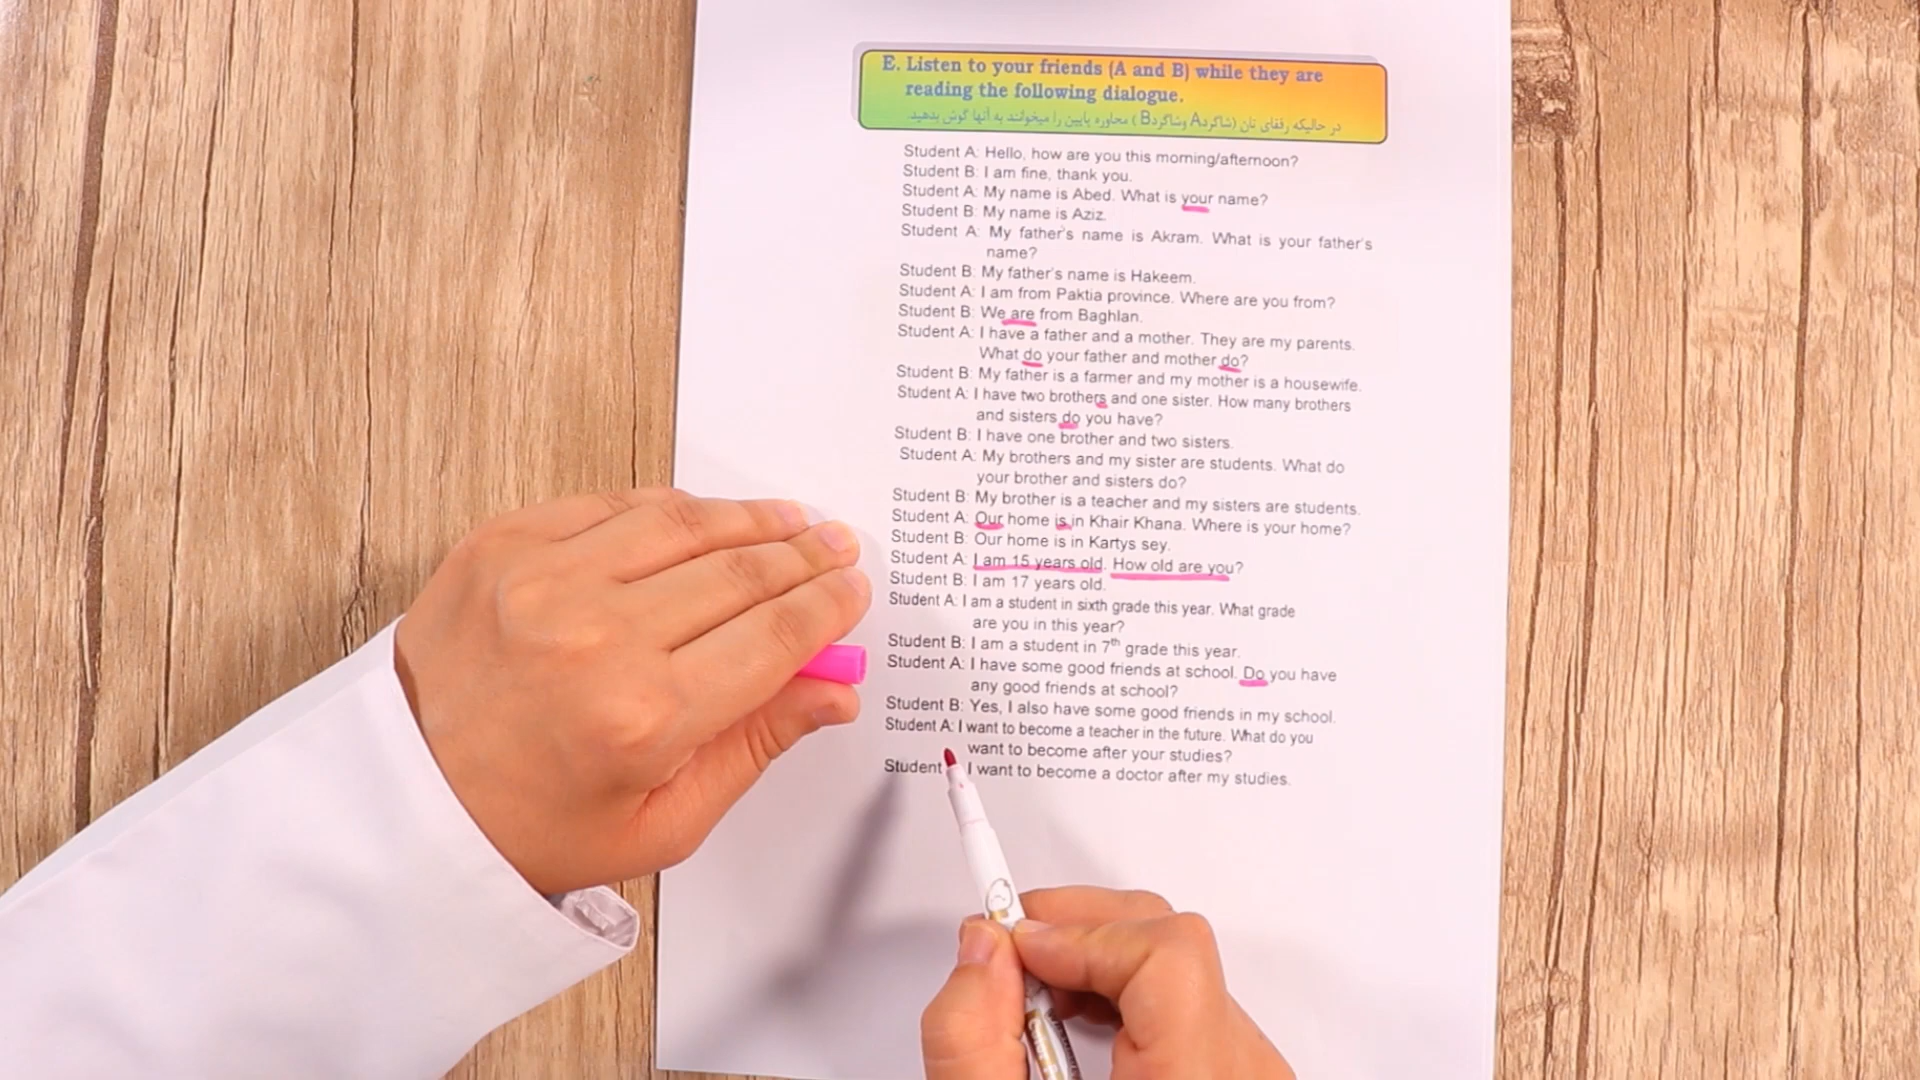 E. Listen to your friends (A and B) while they are
reading the following dialogue.
در حالیکه رفقای تان (شاگردA وشاگردB ) محاوره پایین را میخوانند به آنها گوش بدهید.
Student A: Hello, how are you this morning/afternoon?
Student B: I am fine, thank you.
Student A: My name is Abed. What is your name?
Student B: My name is Aziz.
Student A: My father's name is Akram. What is your father's
name?
Student B: My father's name is Hakeem.
Student A: I am from Paktia province. Where are you from?
Student B: We are from Baghlan.
Student A: I have a father and a mother. They are my parents.
What do your father and mother do?
Student B: My father is a farmer and my mother is a housewife.
Student A: I have two brothers and one sister. How many brothers
and sisters do you have?
Student B: I have one brother and two sisters.
Student A: My brothers and my sister are students. What do
your brother and sisters do?
Student B: My brother is a teacher and my sisters are students.
Student A: Our home is in Khair Khana. Where is your home?
Student B: Our home is in Kartys sey.
Student A: I am 15 years old. How old are you?
Student B: I am 17 years old.
Student A: I am a student in sixth grade this year. What grade
are you in this year?
Student B: I am a student in 7th grade this year.
Student A: I have some good friends at school. Do you have
any good friends at school?
Student B: Yes, I also have some good friends in my school.
Student A: I want to become a teacher in the future. What do you
want to become after your studies?
Student I want to become a doctor after my studies.